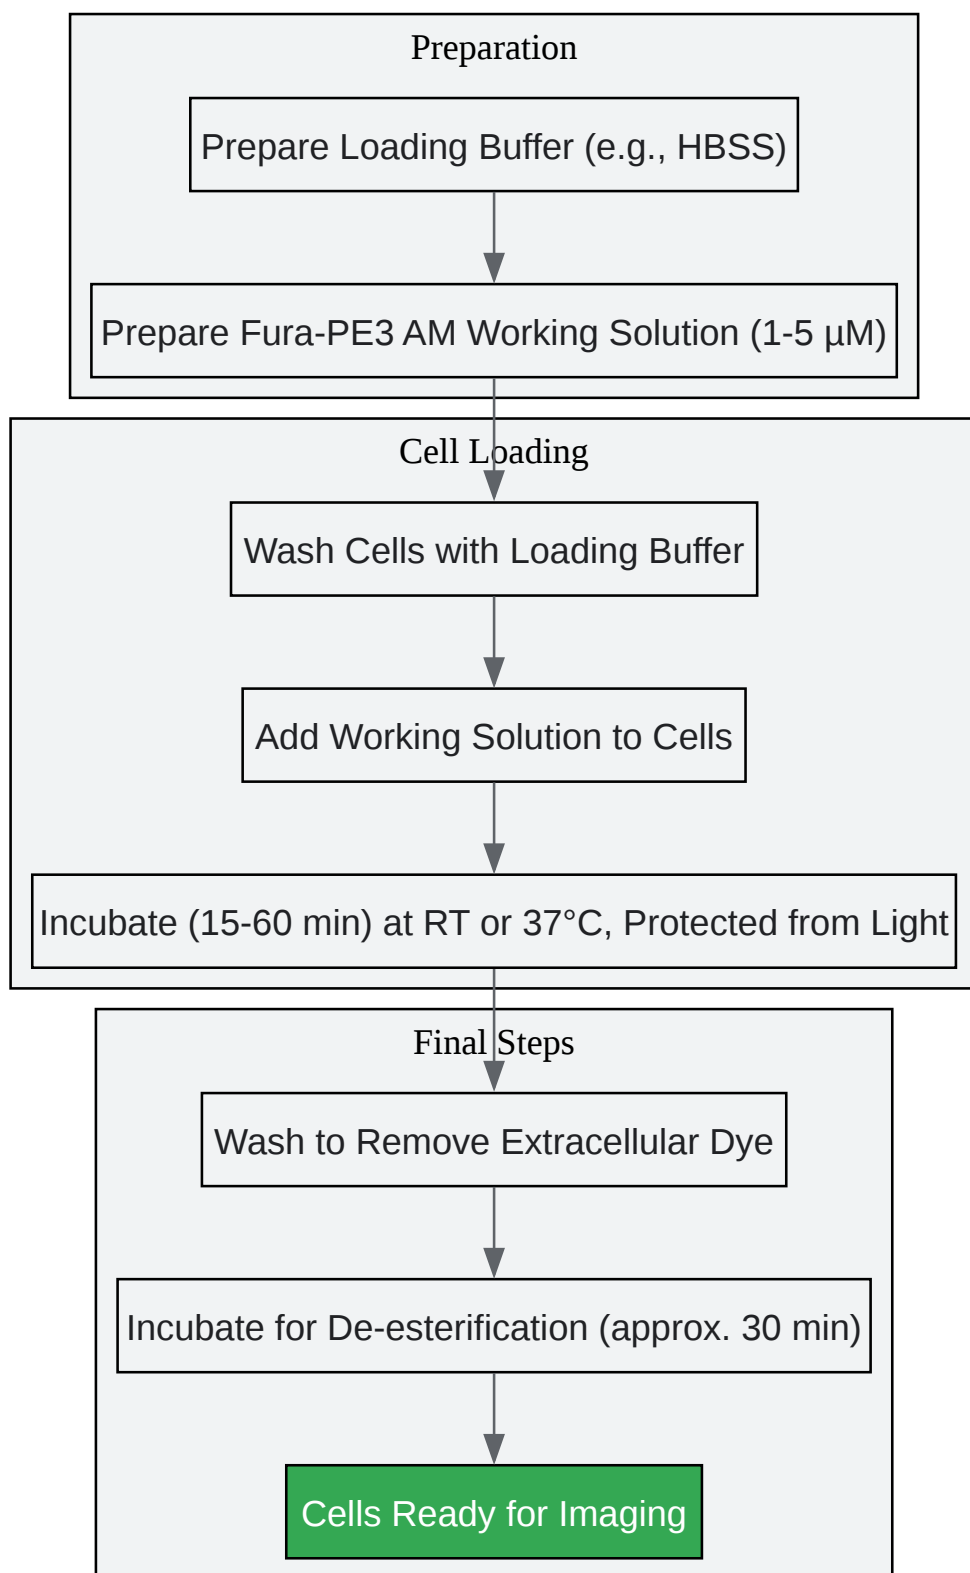 Preparation
Prepare Loading Buffer (e.g., HBSS)
Prepare Fura-PE3 AM Working Solution (1-5 µM)
Cell Loading
Wash Cells with Loading Buffer
Add Working Solution to Cells
Incubate (15-60 min) at RT or 37°C, Protected from Light
Final Steps
Wash to Remove Extracellular Dye
Incubate for De-esterification (approx. 30 min)
Cells Ready for Imaging